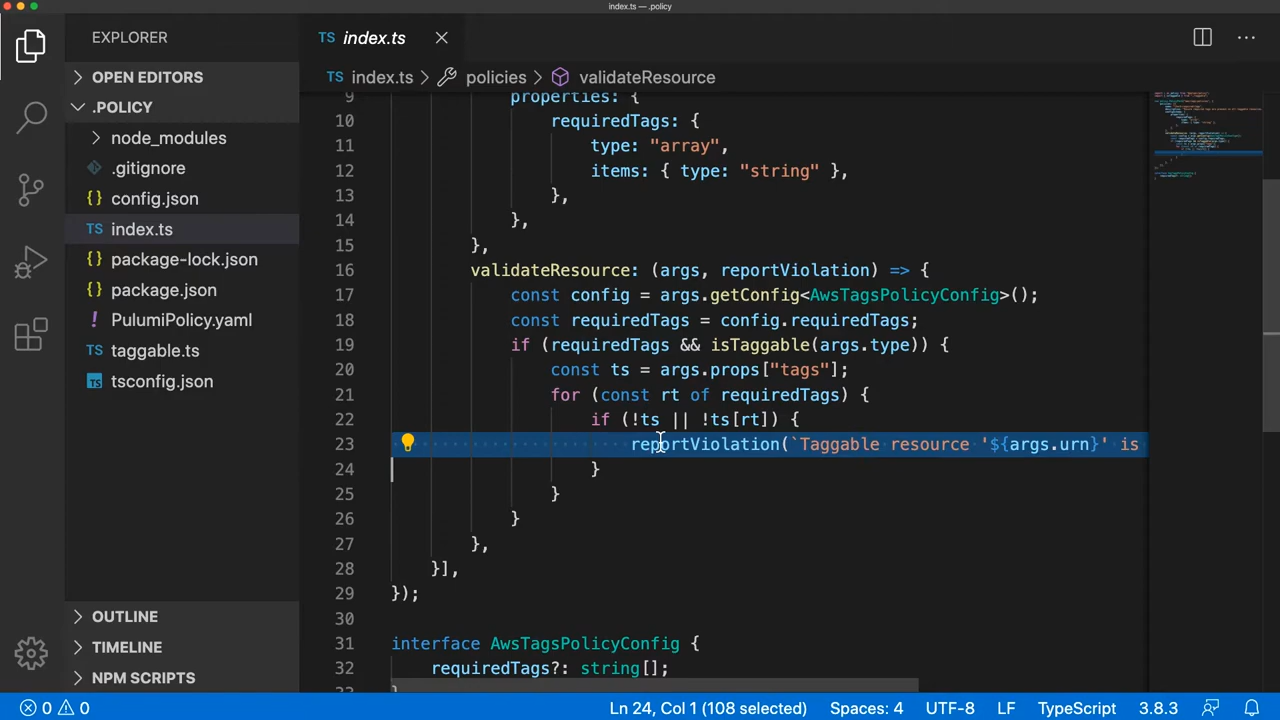 index.ts — .policy
EXPLORER
OPEN EDITORS
.POLICY
node_modules
.gitignore
{} config.json
TS index.ts
{} package-lock.json
{} package.json
! PulumiPolicy.yaml
TS taggable.ts
TS tsconfig.json
OUTLINE
TIMELINE
NPM SCRIPTS
TS index.ts
TS index.ts > policies > validateResource
9 properties: {
10 requiredTags: {
11 type: "array",
12 items: { type: "string" },
13 },
14 },
15 },
16 validateResource: (args, reportViolation) => {
17 const config = args.getConfig<AwsTagsPolicyConfig>();
18 const requiredTags = config.requiredTags;
19 if (requiredTags && isTaggable(args.type)) {
20 const ts = args.props["tags"];
21 for (const rt of requiredTags) {
22 if (!ts || !ts[rt]) {
23 reportViolation(`Taggable resource '${args.urn}' is
24 }
25 }
26 }
27 },
28 }],
29 });
30
31 interface AwsTagsPolicyConfig {
32 requiredTags?: string[];
0 0
Ln 24, Col 1 (108 selected)
Spaces: 4
UTF-8
LF
TypeScript
3.8.3